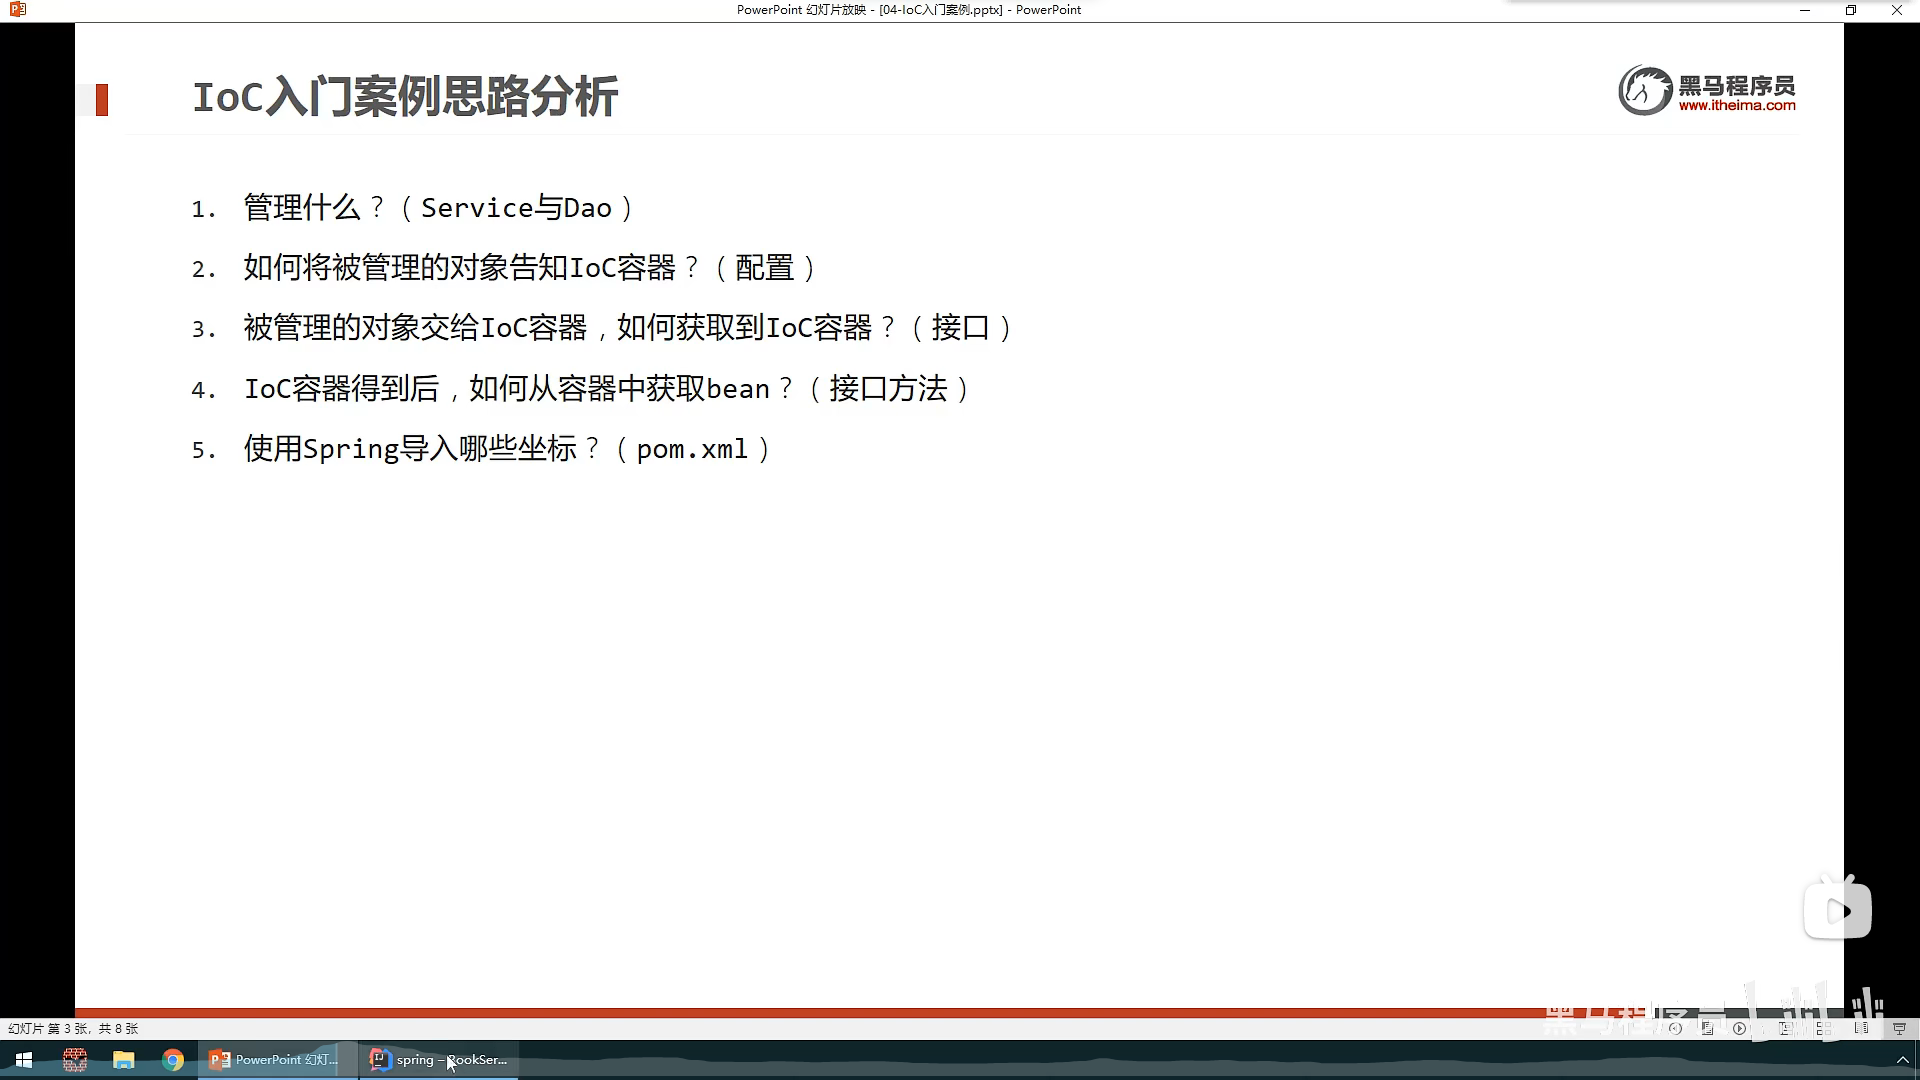 PowerPoint 幻灯片放映 - [04-IoC入门案例.pptx] - PowerPoint
IoC入门案例思路分析
黑马程序员
www.itheima.com
1. 管理什么？（Service与Dao）
2. 如何将被管理的对象告知IoC容器？（配置）
3. 被管理的对象交给IoC容器，如何获取到IoC容器？（接口）
4. IoC容器得到后，如何从容器中获取bean？（接口方法）
5. 使用Spring导入哪些坐标？（pom.xml）
黑马程序员
幻灯片 第 3 张，共 8 张
PowerPoint 幻灯...
spring – BookSer...